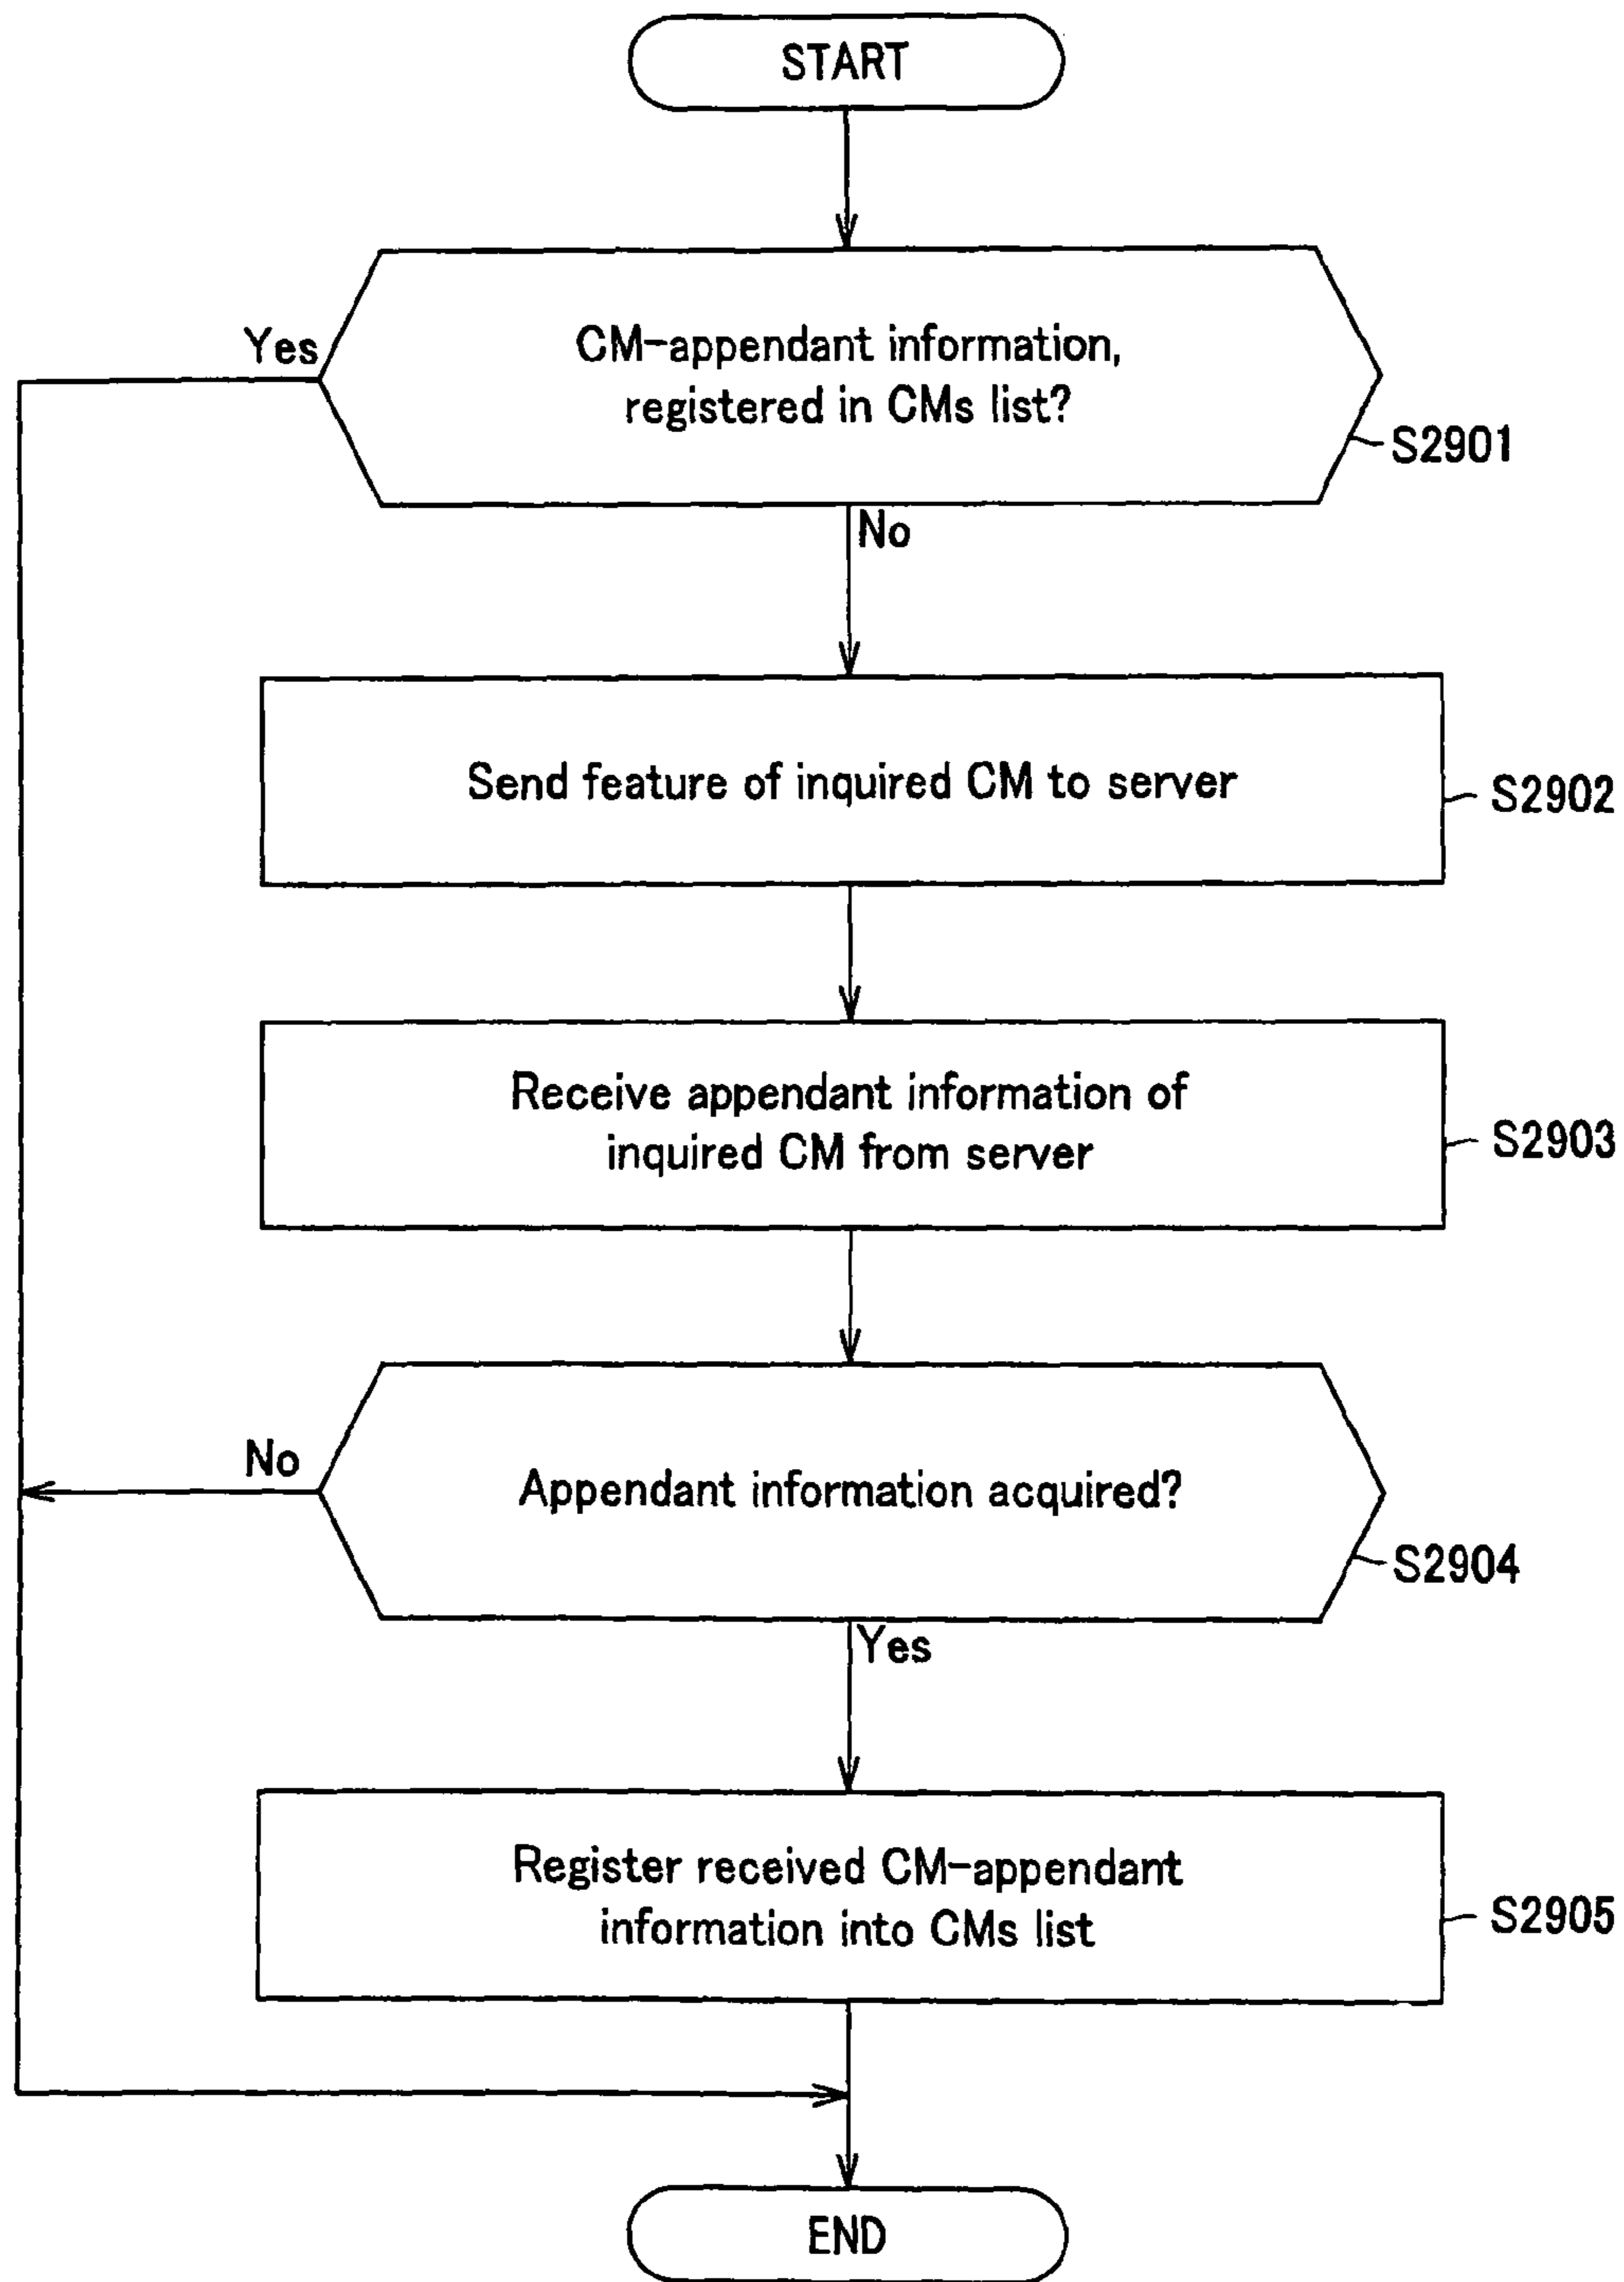 START
Yes
CM-appendant information,
registered in CMs list?
S2901
No
Send feature of inquired CM to server
S2902
Receive appendant information of
inquired CM from server
S2903
No
Appendant information acquired?
S2904
Yes
Register received CM-appendant
information into CMs list
S2905
END